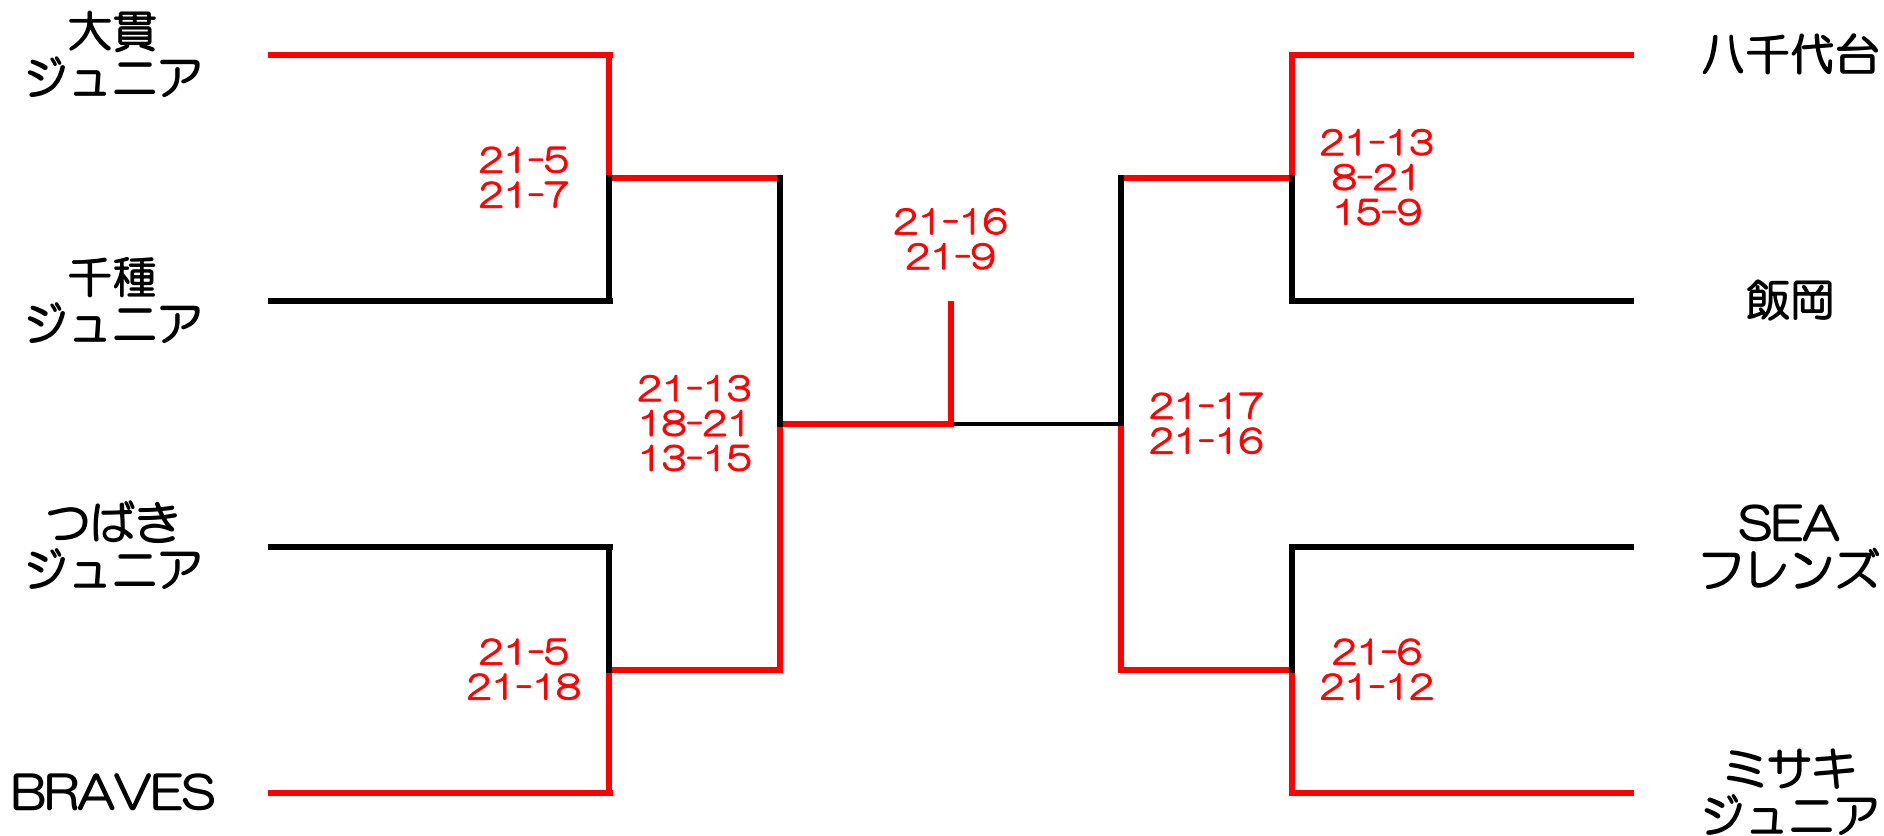 大貫
ジュニア
21-5
21-7
千種
ジュニア
つばき
ジュニア
21-5
21-18
BRAVES
21-13
18-21
13-15
21-16
21-9
21-17
21-16
八千代台
21-13
8-21
15-9
飯岡
SEA
フレンズ
21-6
21-12
ミサキ
ジュニア